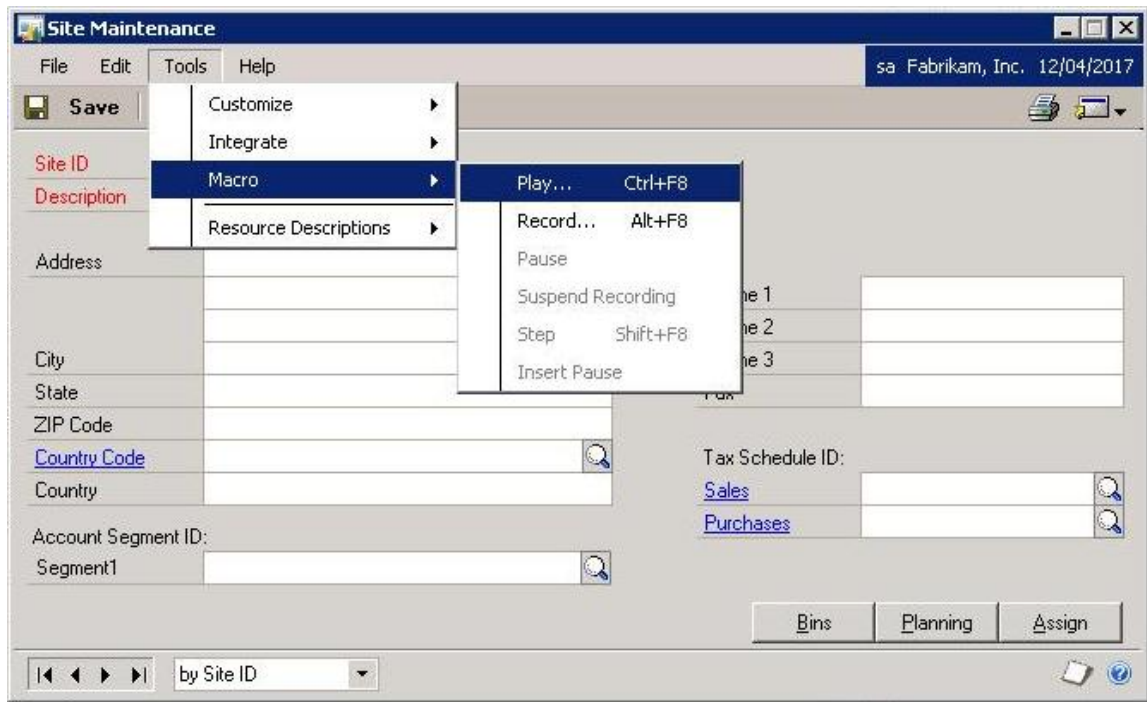 Site Maintenance
File Edit Tools Help
sa Fabrikam, Inc. 12/04/2017
Save
Customize
Integrate
Macro
Resource Descriptions
Play... Ctrl+F8
Record... Alt+F8
Pause
Suspend Recording
Step Shift+F8
Insert Pause
Site ID
Description
Address
City
State
ZIP Code
Country Code
Country
1
2
3
Tax Schedule ID:
Sales
Purchases
Account Segment ID:
Segment1
Bins Planning Assign
by Site ID